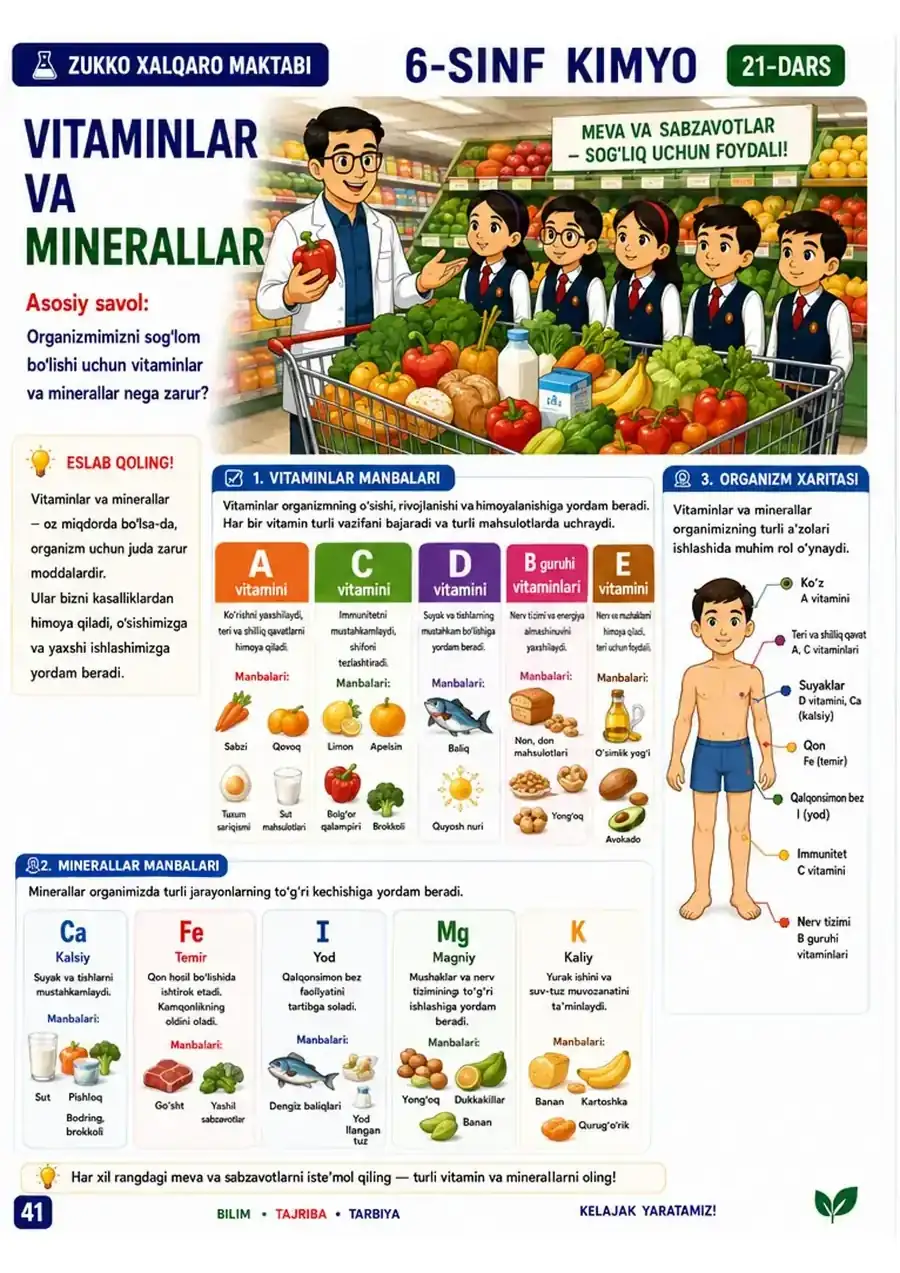 ZUKKO XALQARO MAKTABI
6-SINF KIMYO
21-DARS
VITAMINLAR
VA
MINERALLAR
MEVA VA SABZAVOTLAR
– SOG'LIQ UCHUN FOYDALI!
Asosiy savol:
Organizmimizni sog'lom
bo'lishi uchun vitaminlar
va minerallar nega zarur?
ESLAB QOLING!
Vitaminlar va minerallar
– oz miqdorda bo'lsa-da,
organizm uchun juda zarur
moddalardir.
Ular bizni kasalliklardan
himoya qiladi, o'sishimizga
va yaxshi ishlashimizga
yordam beradi.
1. VITAMINLAR MANBALARI
Vitaminlar organizmning o'sishi, rivojlanishi va himoyalanishiga yordam beradi.
Har bir vitamin turli vazifani bajaradi va turli mahsulotlarda uchraydi.
A
vitamini
Ko'rishni yaxshilaydi,
teri va shilliq qavatlarni
himoya qiladi.
Manbalari:
Sabzi Qovoq
Tuxum
sariqismi
Sut
mahsulotlari
C
vitamini
Immunitetni
mustahkamlaydi,
shifoni
tezlashtiradi.
Manbalari:
Limon Apelsin
Bolg'or
qalampiri
Brokkoli
D
vitamini
Suyak va tishlarning
mustahkam bo'lishiga
yordam beradi.
Manbalari:
Baliq
Quyosh nuri
B guruhi
vitaminlari
Nerv tizimi va energiya
almashinuvini
yaxshilaydi.
Manbalari:
Non, don
mahsulotlari
Yong'oq
E
vitamini
himoya qiladi,
teri uchun foydali.
Manbalari:
O'simlik yog'i
Avokado
3. ORGANIZM XARITASI
Vitaminlar va minerallar
organimizning turli a'zolari
ishlashida muhim rol o'ynaydi.
Ko'z
A vitamini
Teri va shilliq qavat
A, C vitaminlari
Suyaklar
D vitamini, Ca
(kalsiy)
Qon
Fe (temir)
Qalqonsimon bez
I (yod)
Immunitet
C vitamini
Nerv tizimi
B guruhi
vitaminlari
2. MINERALLAR MANBALARI
Minerallar organimizda turli jarayonlarning to'g'ri kechishiga yordam beradi.
Ca
Kalsiy
Suyak va tishlarni
mustahkamlaydi.
Manbalari:
Sut Pishloq
Bodring,
brokkoli
Fe
Temir
Qon hosil bo'lishida
ishtirok etadi.
Kamqonlikning
oldini oladi.
Manbalari:
Go'sht
Yashil
sabzavotlar
I
Yod
Qalqonsimon bez
faoliyatini
tartibga soladi.
Manbalari:
Dengiz baliqlari
Yod
llangan
tuz
Mg
Magniy
Mushaklar va nerv
tizimining to'g'ri
ishlashiga yordam
beradi.
Manbalari:
Yong'oq Dukkakillar
Banan
K
Kaliy
Yurak ishini va
suv-tuz muvozanatini
ta'minlaydi.
Manbalari:
Banan Kartoshka
Qurug'o'rik
Har xil rangdagi meva va sabzavotlarni iste'mol qiling — turli vitamin va minerallarni oling!
41
BILIM • TAJRIBA • TARBIYA
KELAJAK YARATAMIZ!